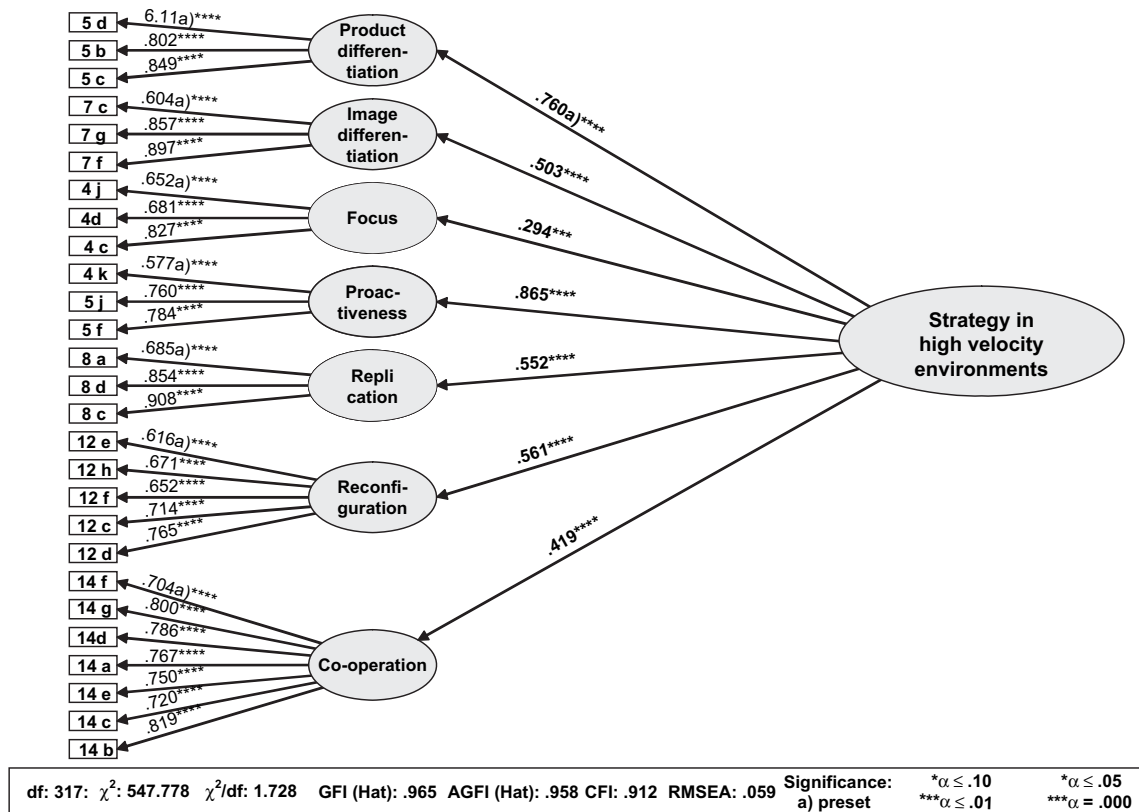 5 d
6.11a)****
5 b
.802****
5 c
.849****
Product
differen-
tiation
.760a)****
7 c
.604a)****
7 g
.857****
7 f
.897****
Image
differen-
tiation
.503****
4 j
.652a)****
4d
.681****
4 c
.827****
Focus
.294***
4 k
.577a)****
5 j
.760****
5 f
.784****
Proac-
tiveness
.865****
Strategy in
high velocity
environments
8 a
.685a)****
8 d
.854****
8 c
.908****
Repli
cation
.552****
12 e
.616a)****
12 h
.671****
12 f
.652****
12 c
.714****
12 d
.765****
Reconfi-
guration
.561****
14 f
.704a)****
14 g
.800****
14d
.786****
14 a
.767****
14 e
.750****
14 c
.720****
14 b
.819****
Co-operation
.419****
df: 317: χ²: 547.778 χ²/df: 1.728 GFI (Hat): .965 AGFI (Hat): .958 CFI: .912 RMSEA: .059
Significance: *α ≤ .10 *α ≤ .05
a) preset ***α ≤ .01 ***α = .000